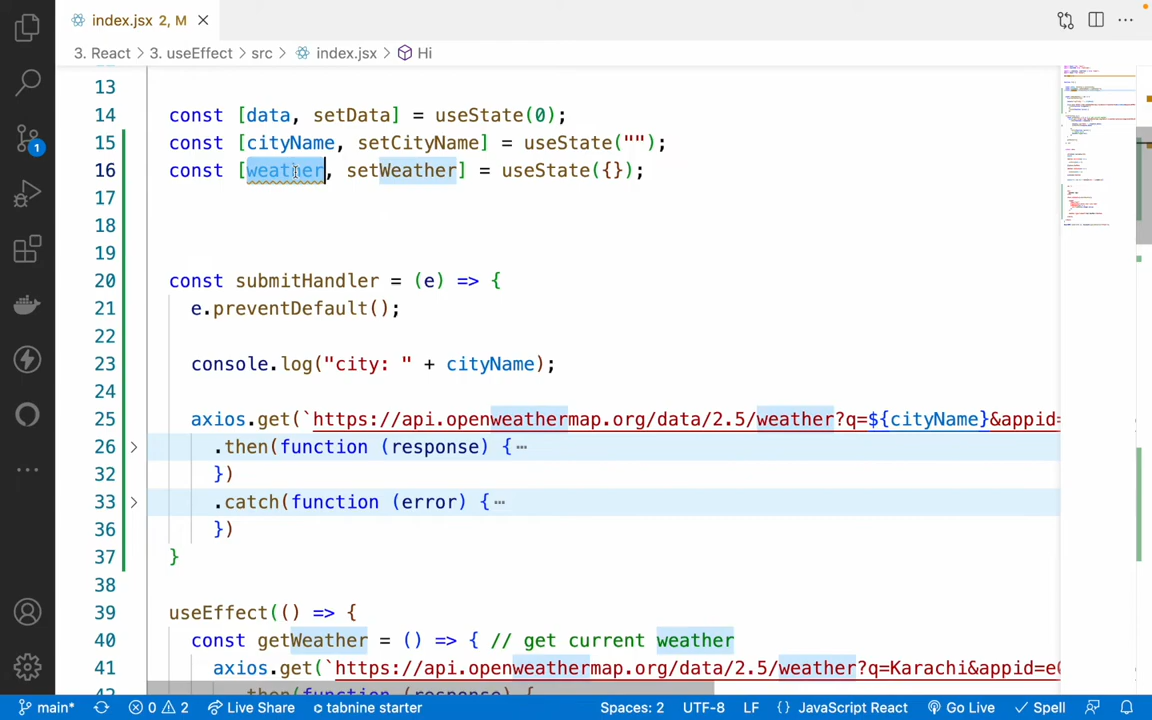 index.jsx 2, M
3. React > 3. useEffect > src > index.jsx > Hi
13
14 const [data, setData] = useState(0);
15 const [cityName, setCityName] = useState("");
16 const [weather, setWeather] = useState({});
17
18
19
20 const submitHandler = (e) => {
21 e.preventDefault();
22
23 console.log("city: " + cityName);
24
25 axios.get(`https://api.openweathermap.org/data/2.5/weather?q=${cityName}&appid=
26 .then(function (response) {⋯
32 })
33 .catch(function (error) {⋯
36 })
37 }
38
39 useEffect(() => {
40 const getWeather = () => { // get current weather
41 axios.get(`https://api.openweathermap.org/data/2.5/weather?q=Karachi&appid=e
42 .then(function (response) {
1
main* 0 2 Live Share tabnine starter Spaces: 2 UTF-8 LF {} JavaScript React Go Live Spell